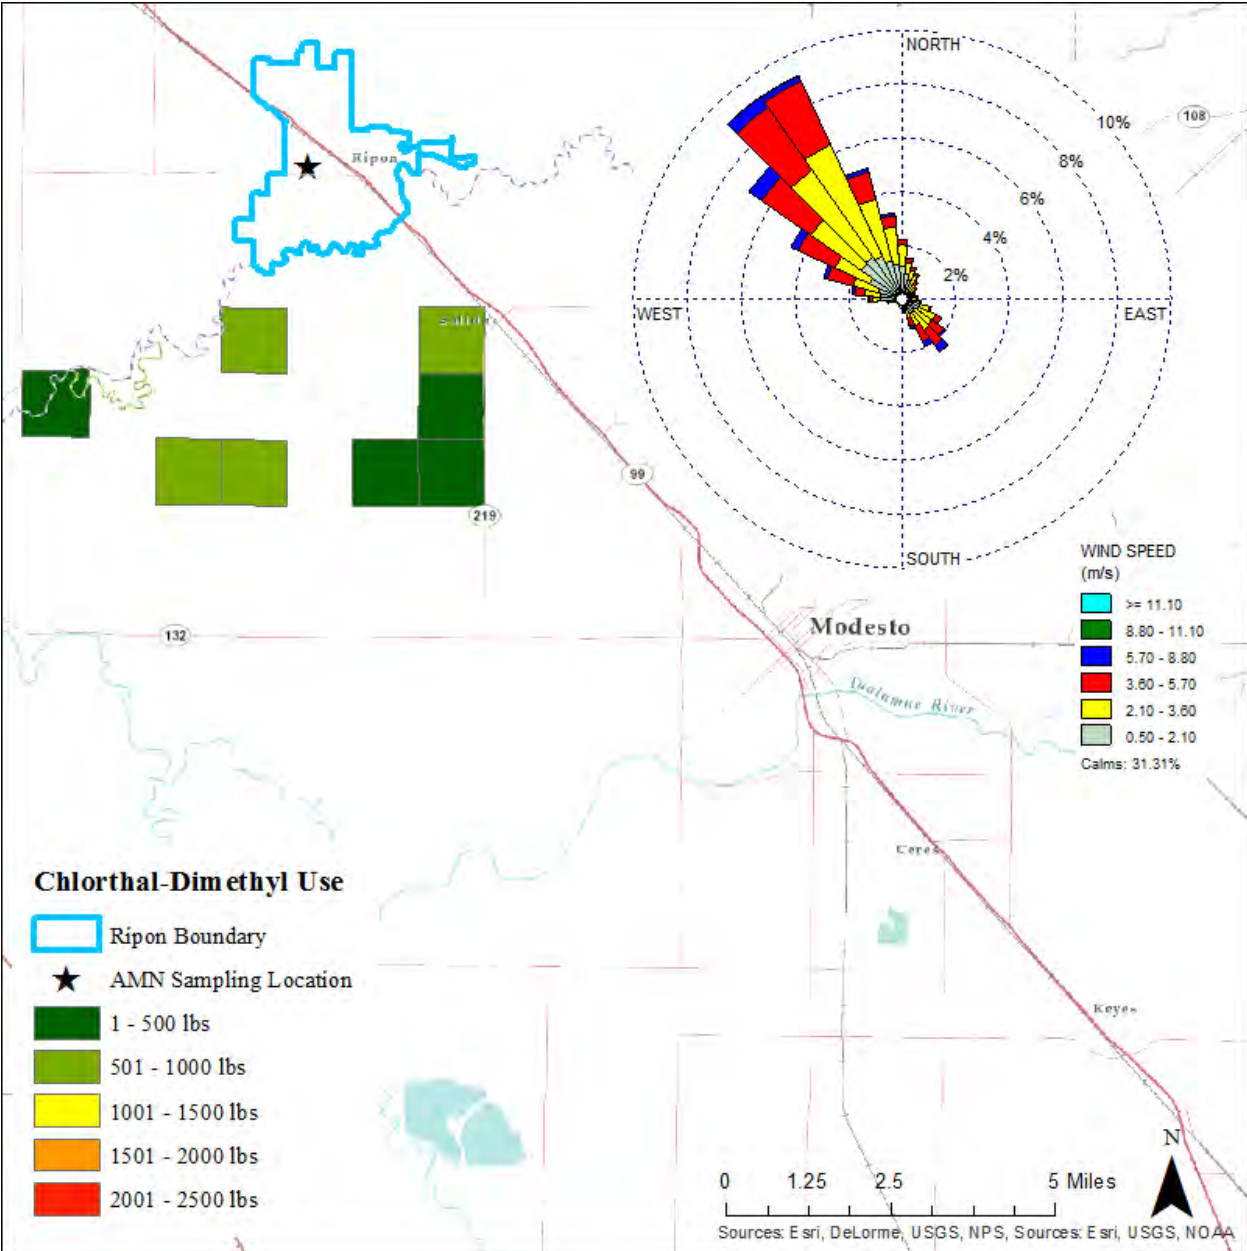 NORTH
10%
108
8%
Ripon
6%
4%
2%
WEST
EAST
Salida
99
219
SOUTH
WIND SPEED
(m/s)
>= 11.10
8.80 - 11.10
5.70 - 8.80
3.60 - 5.70
2.10 - 3.60
0.50 - 2.10
Calms: 31.31%
132
Modesto
Tuolumne River
Ceres
Keyes
Chlorthal-Dimethyl Use
Ripon Boundary
AMN Sampling Location
1 - 500 lbs
501 - 1000 lbs
1001 - 1500 lbs
1501 - 2000 lbs
2001 - 2500 lbs
N
0 1.25 2.5 5 Miles
Sources: Esri, DeLorme, USGS, NPS, Sources: Esri, USGS, NOAA